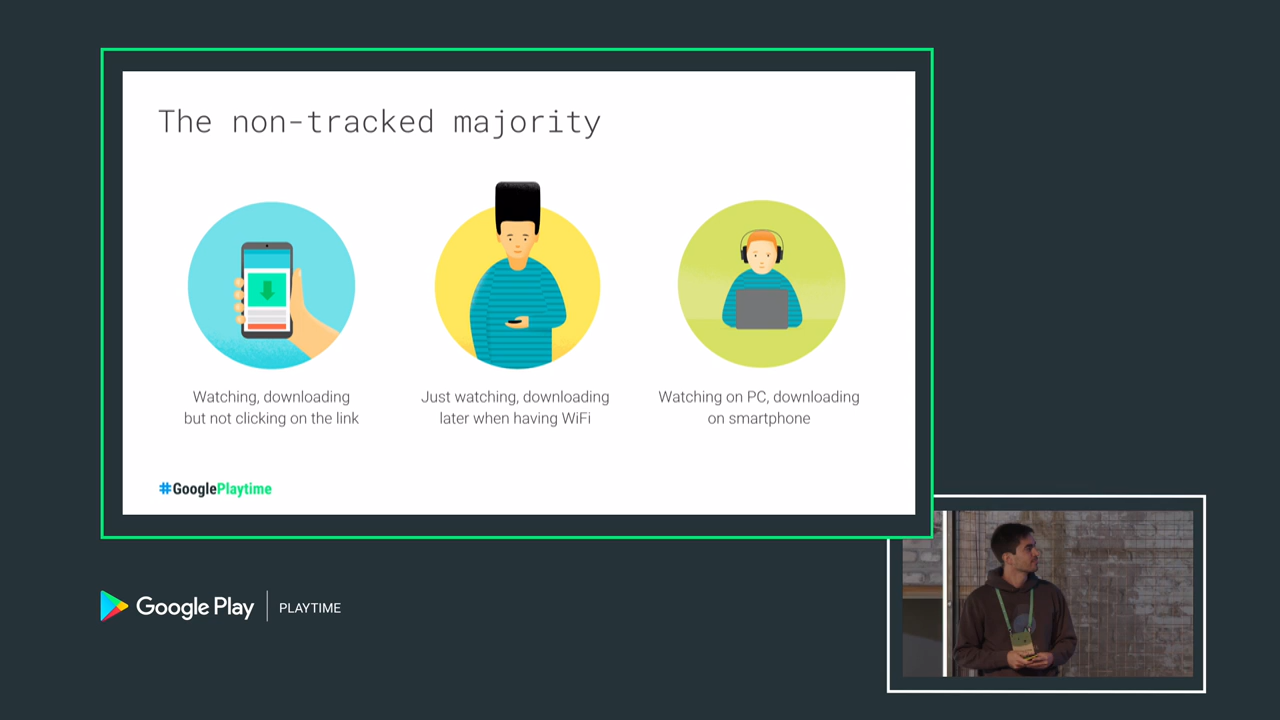 The non-tracked majority
Watching, downloading
but not clicking on the link
Just watching, downloading
later when having WiFi
Watching on PC, downloading
on smartphone
#GooglePlaytime
Google Play | PLAYTIME